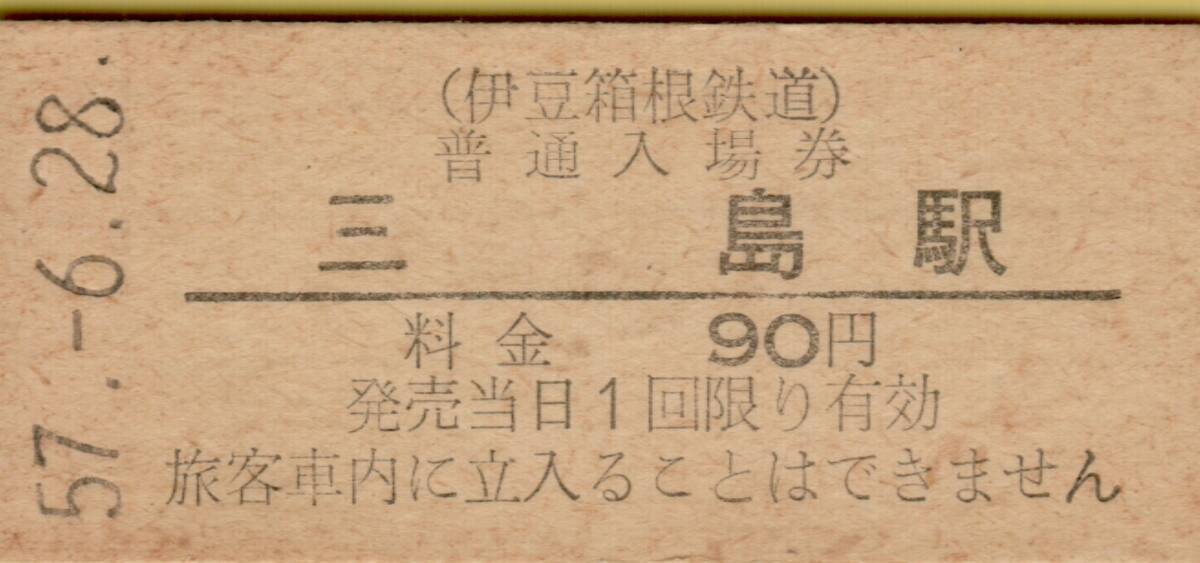 57.-6.28.
(伊豆箱根鉄道)
普通入場券
三島駅
料金 90円
発売当日1回限り有効
旅客車内に立入ることはできません